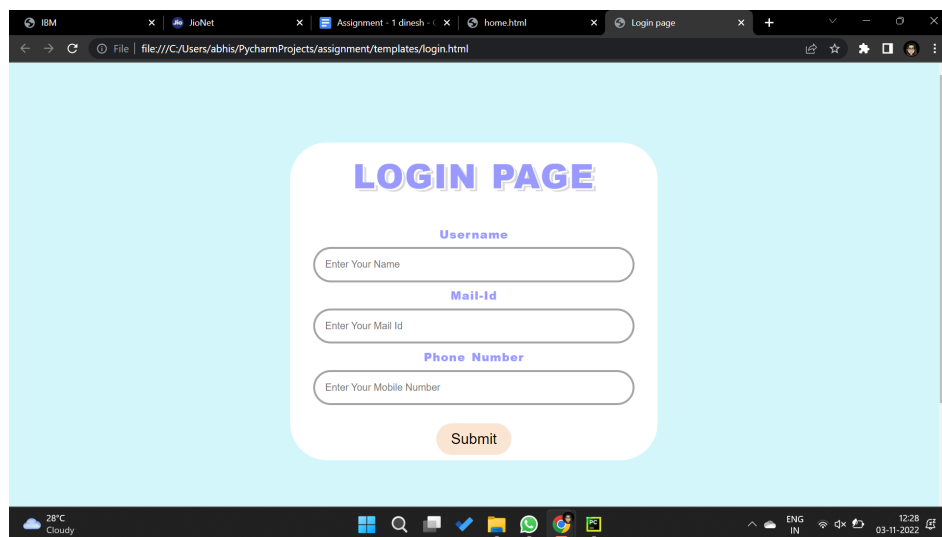 IBM
JioNet
Assignment - 1 dinesh - G
home.html
Login page
File
file:///C:/Users/abhis/PycharmProjects/assignment/templates/login.html
LOGIN PAGE
Username
Enter Your Name
Mail-Id
Enter Your Mail Id
Phone Number
Enter Your Mobile Number
Submit
28°C
Cloudy
PC
ENG
IN
12:28
03-11-2022